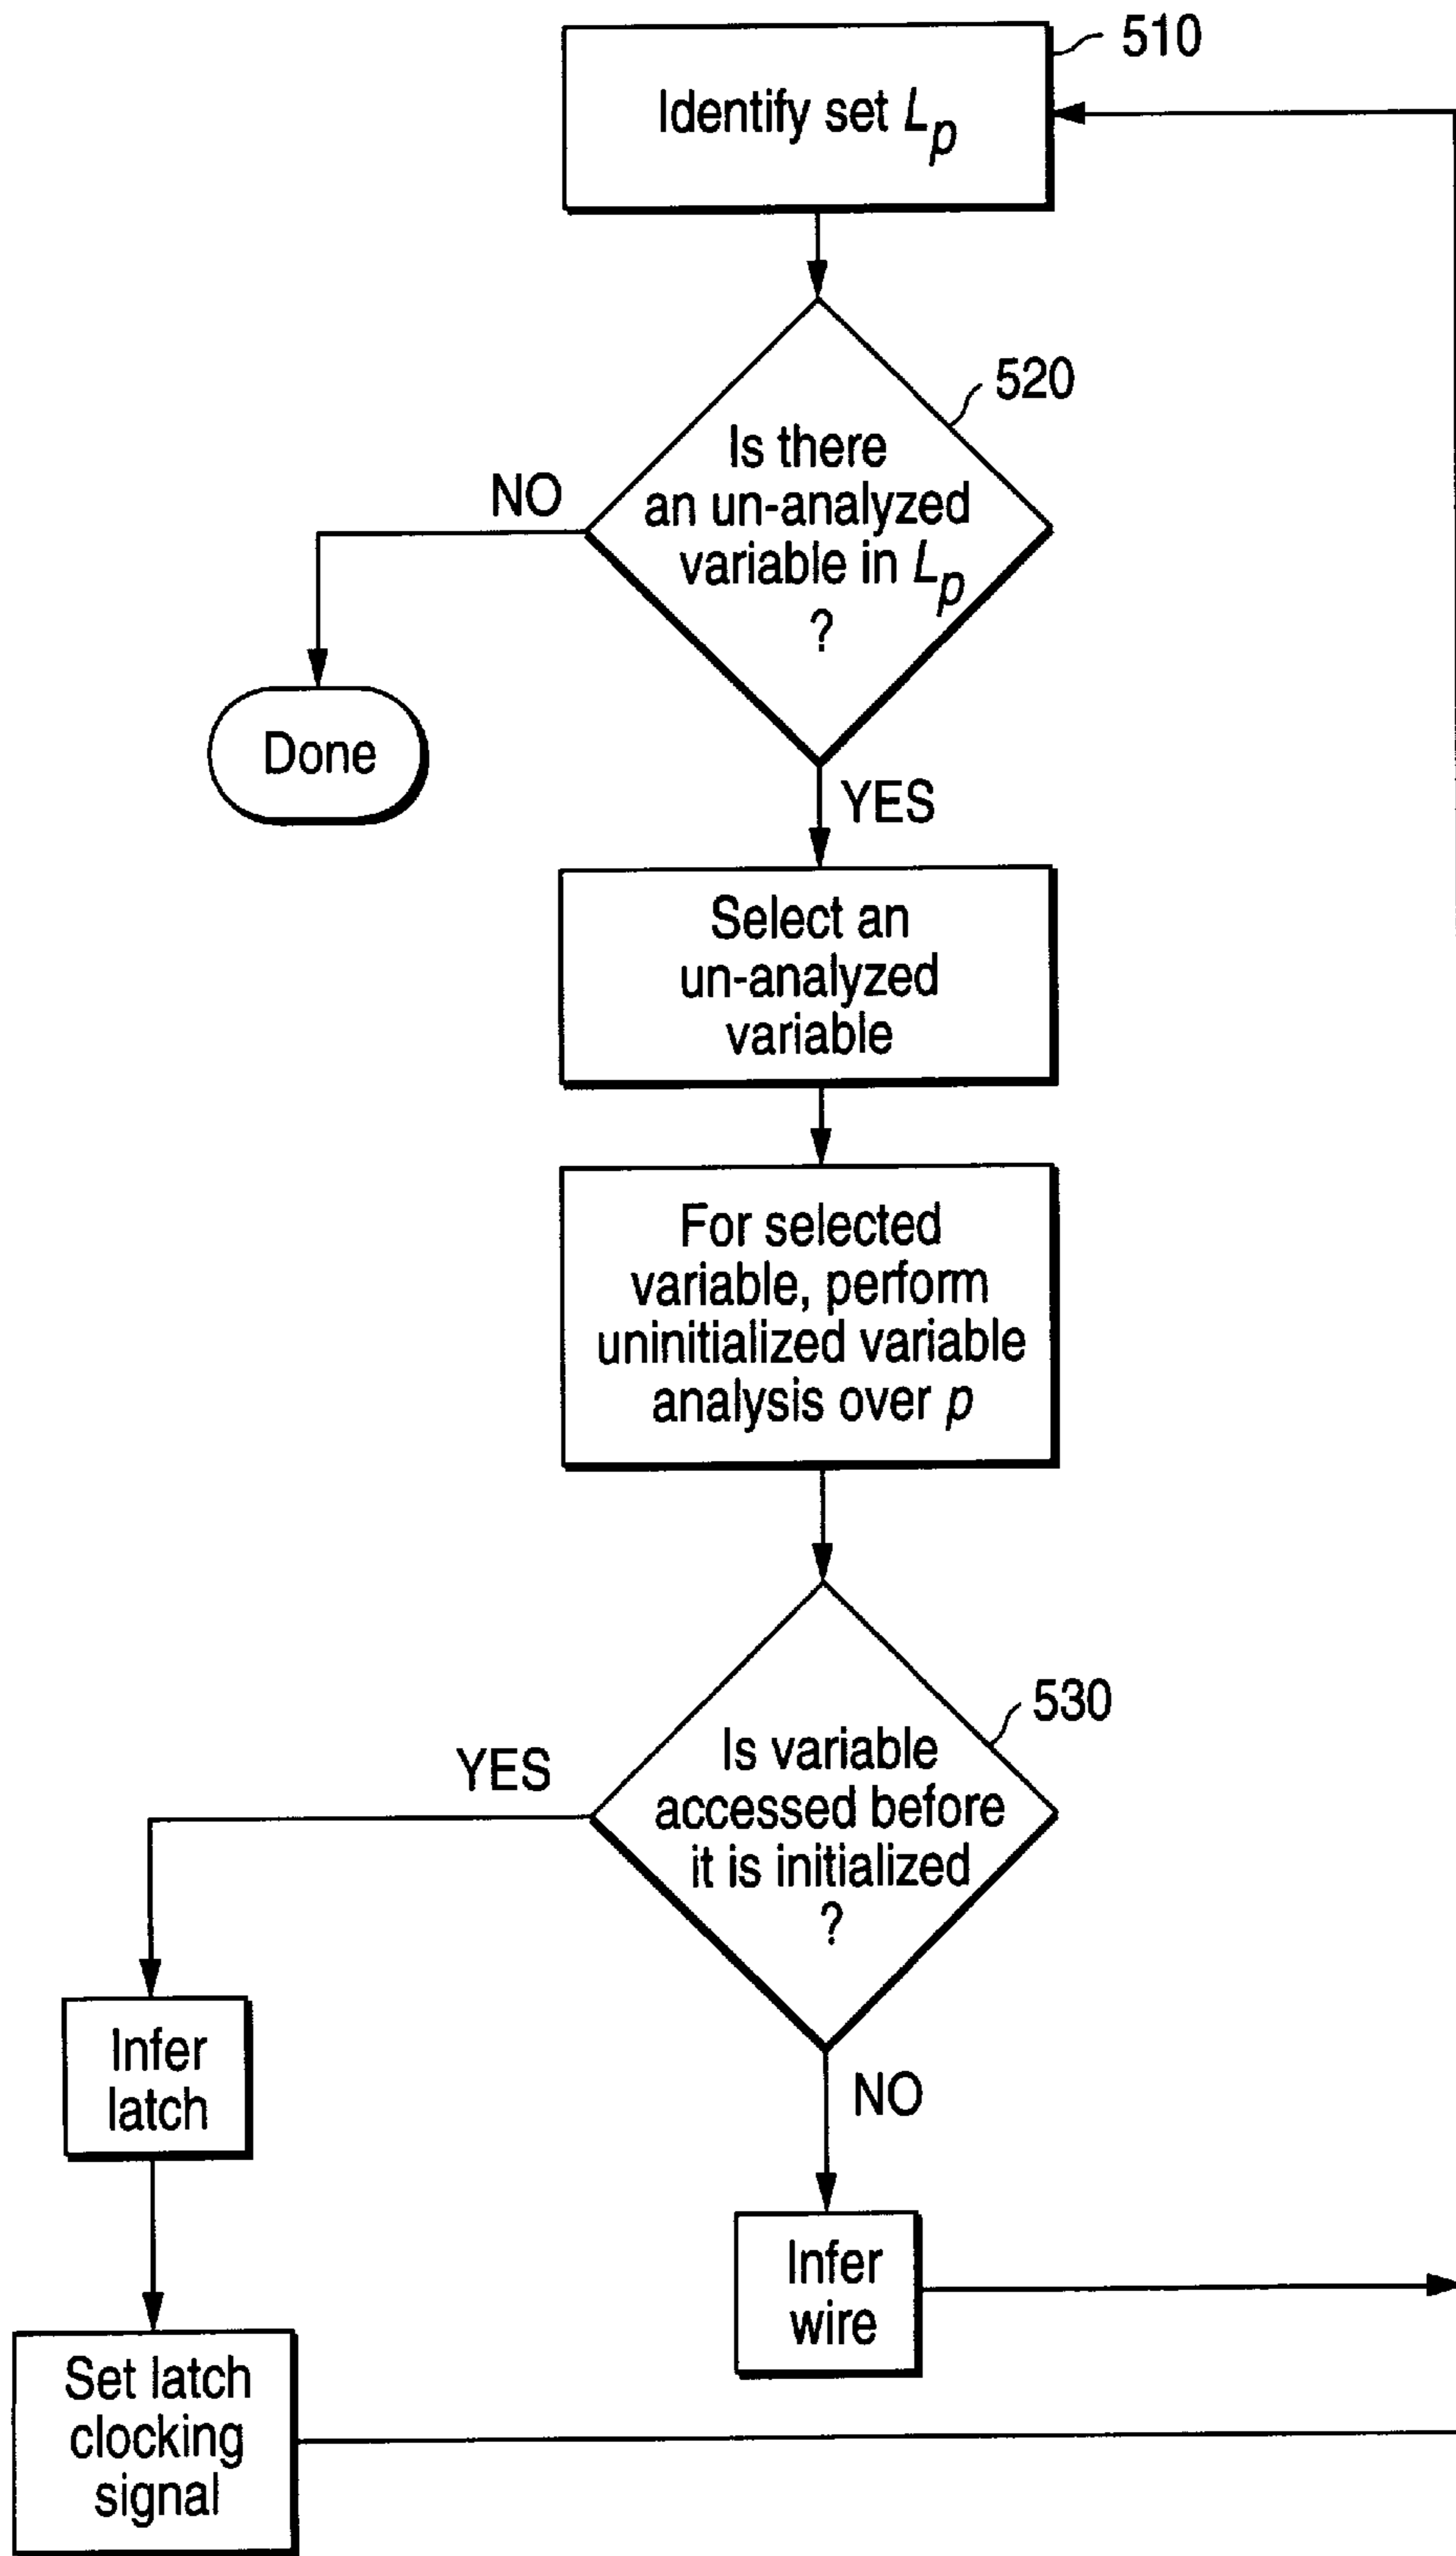 510
Identify set Lp
520
Is there
an un-analyzed
variable in Lp
?
NO
Done
YES
Select an
un-analyzed
variable
For selected
variable, perform
uninitialized variable
analysis over p
530
Is variable
accessed before
it is initialized
?
YES
Infer
latch
NO
Infer
wire
Set latch
clocking
signal